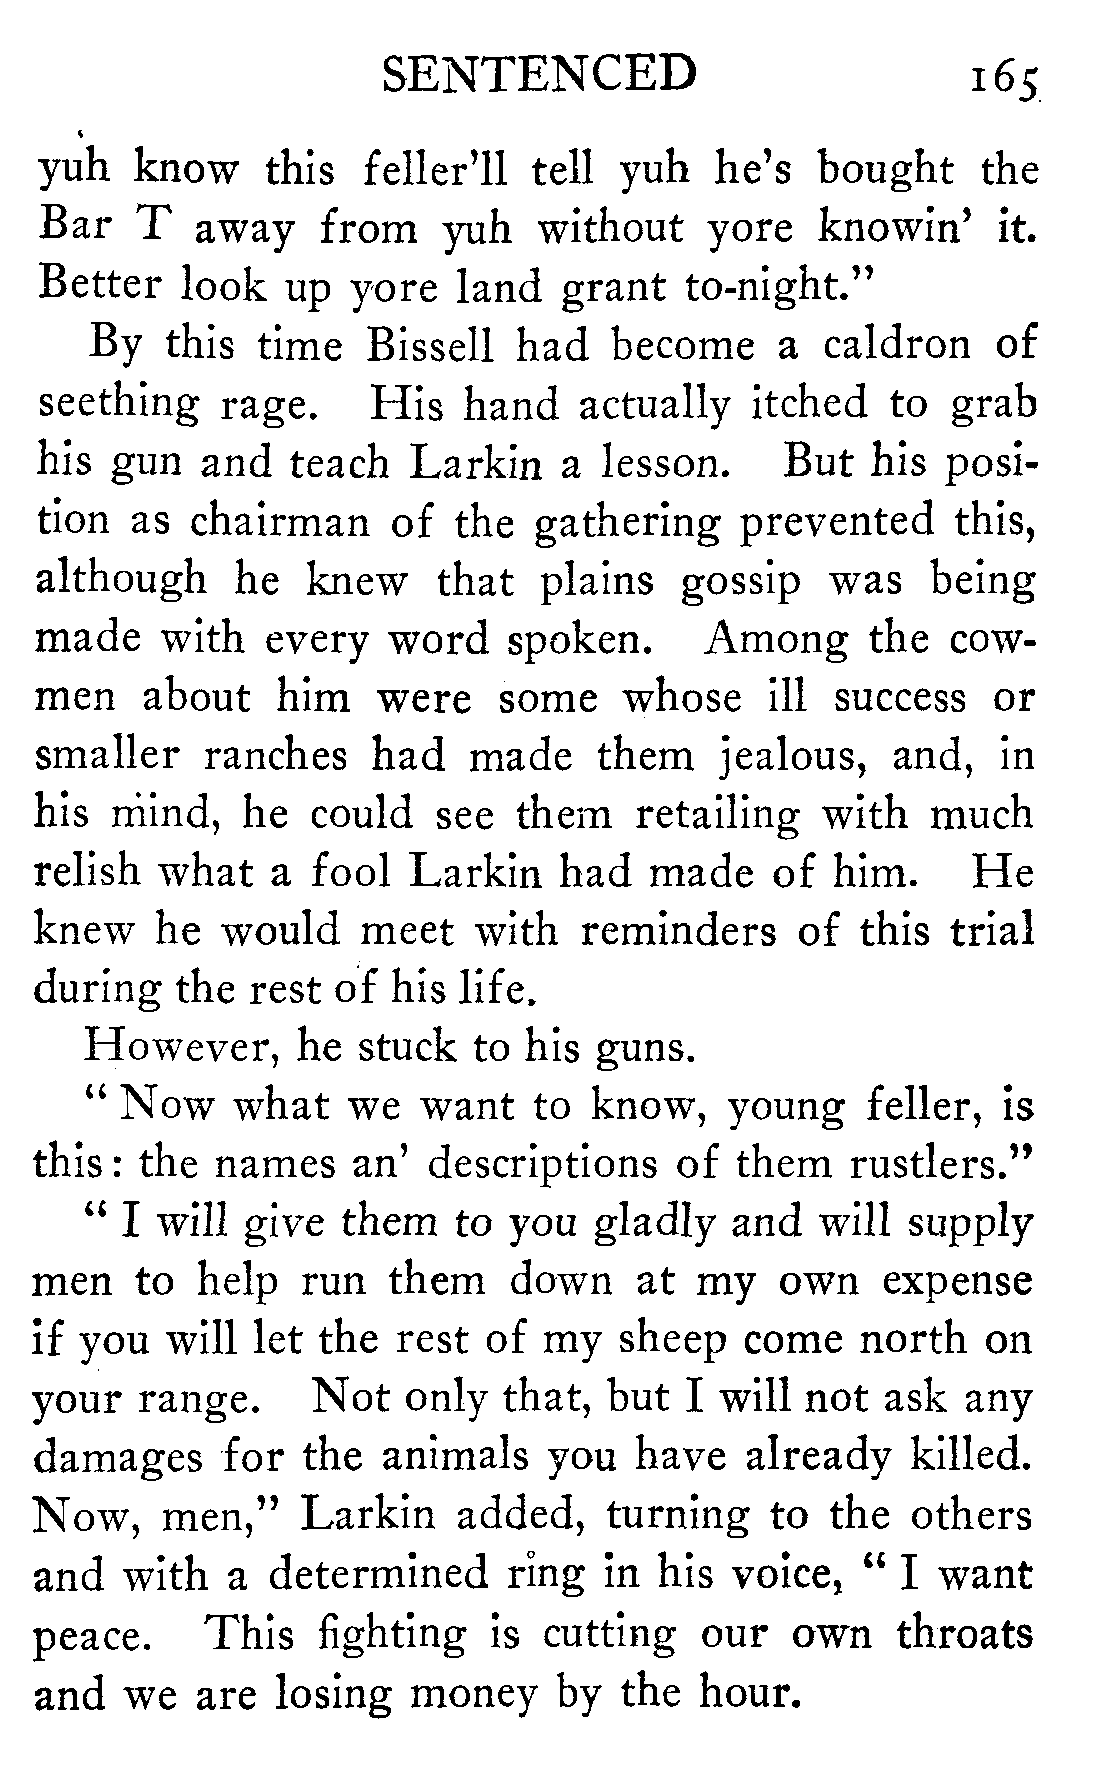 SENTENCED 165
yuh know this feller'll tell yuh he's bought the
Bar T away from yuh without yore knowin' it.
Better look up yore land grant to-night."
By this time Bissell had become a caldron of
seething rage. His hand actually itched to grab
his gun and teach Larkin a lesson. But his posi-
tion as chairman of the gathering prevented this,
although he knew that plains gossip was being
made with every word spoken. Among the cow-
men about him were some whose ill success or
smaller ranches had made them jealous, and, in
his mind, he could see them retailing with much
relish what a fool Larkin had made of him. He
knew he would meet with reminders of this trial
during the rest of his life.
However, he stuck to his guns.
" Now what we want to know, young feller, is
this: the names an' descriptions of them rustlers."
" I will give them to you gladly and will supply
men to help run them down at my own expense
if you will let the rest of my sheep come north on
your range. Not only that, but I will not ask any
damages for the animals you have already killed.
Now, men," Larkin added, turning to the others
and with a determined ring in his voice, " I want
peace. This fighting is cutting our own throats
and we are losing money by the hour.